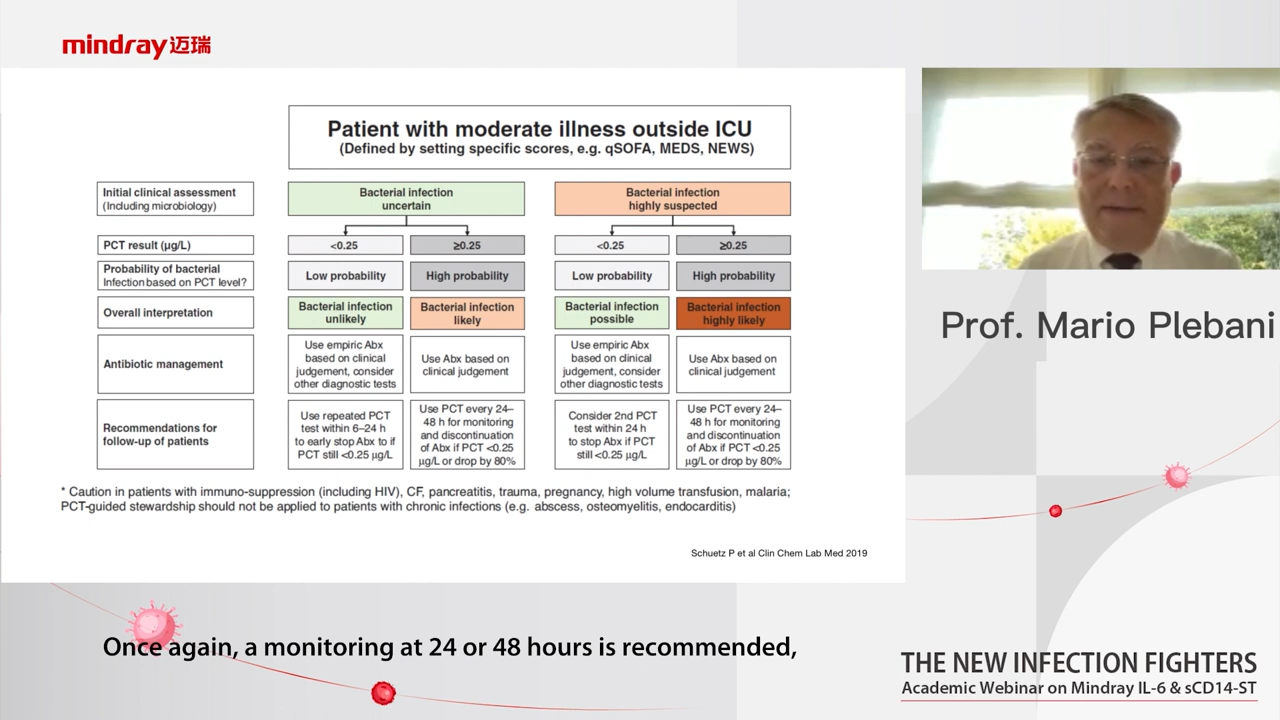 mindray迈瑞
Patient with moderate illness outside ICU
(Defined by setting specific scores, e.g. qSOFA, MEDS, NEWS)
Initial clinical assessment
(Including microbiology)
Bacterial infection
uncertain
Bacterial infection
highly suspected
PCT result (µg/L)
<0.25
≥0.25
<0.25
≥0.25
Probability of bacterial
Infection based on PCT level?
Low probability
High probability
Low probability
High probability
Overall interpretation
Bacterial infection
unlikely
Bacterial infection
likely
Bacterial infection
possible
Bacterial infection
highly likely
Antibiotic management
Use empiric Abx
based on clinical
judgement, consider
other diagnostic tests
Use Abx based on
clinical judgement
Use empiric Abx
based on clinical
judgement, consider
other diagnostic tests
Use Abx based on
clinical judgement
Recommendations for
follow-up of patients
Use repeated PCT
test within 6–24 h
to early stop Abx to if
PCT still <0.25 µg/L
Use PCT every 24–
48 h for monitoring
and discontinuation
of Abx if PCT <0.25
µg/L or drop by 80%
Consider 2nd PCT
test within 24 h
to stop Abx if PCT
still <0.25 µg/L
Use PCT every 24–
48 h for monitoring
and discontinuation
of Abx if PCT <0.25
µg/L or drop by 80%
* Caution in patients with immuno-suppression (including HIV), CF, pancreatitis, trauma, pregnancy, high volume transfusion, malaria;
PCT-guided stewardship should not be applied to patients with chronic infections (e.g. abscess, osteomyelitis, endocarditis)
Schuetz P et al Clin Chem Lab Med 2019
Prof. Mario Plebani
Once again, a monitoring at 24 or 48 hours is recommended,
THE NEW INFECTION FIGHTERS
Academic Webinar on Mindray IL-6 & sCD14-ST